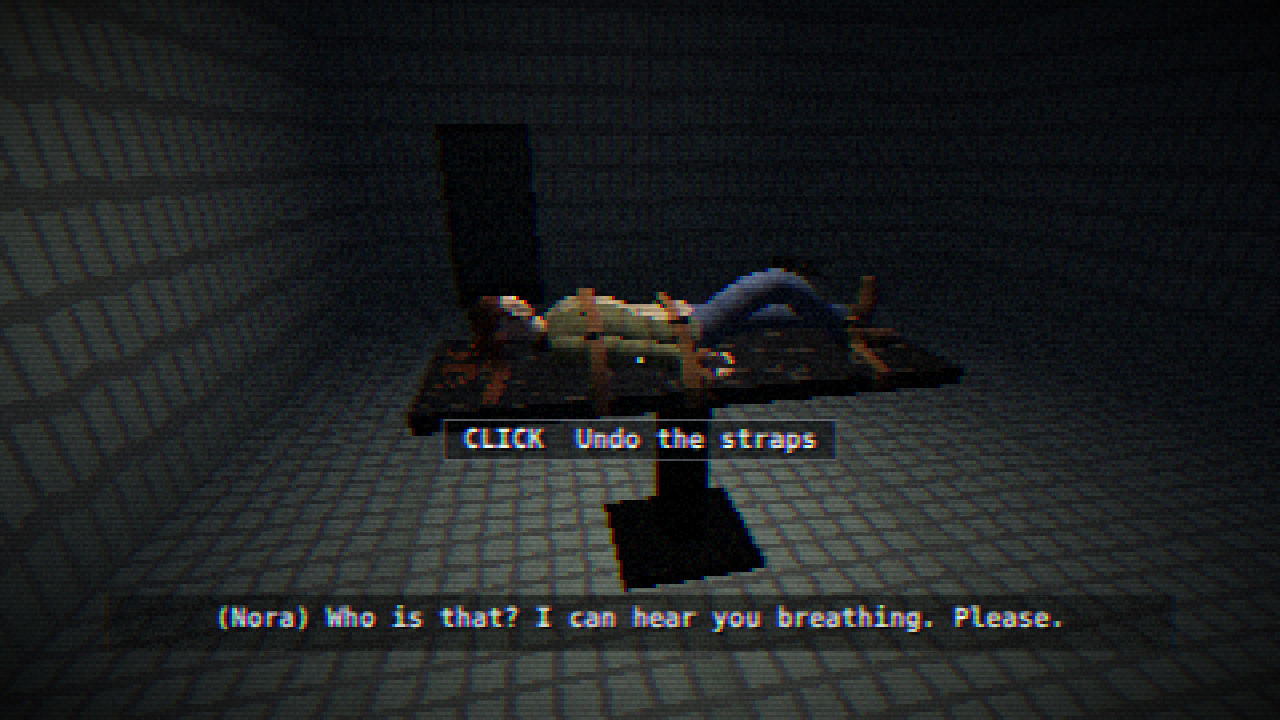 CLICK  Undo the straps
(Nora) Who is that? I can hear you breathing. Please.